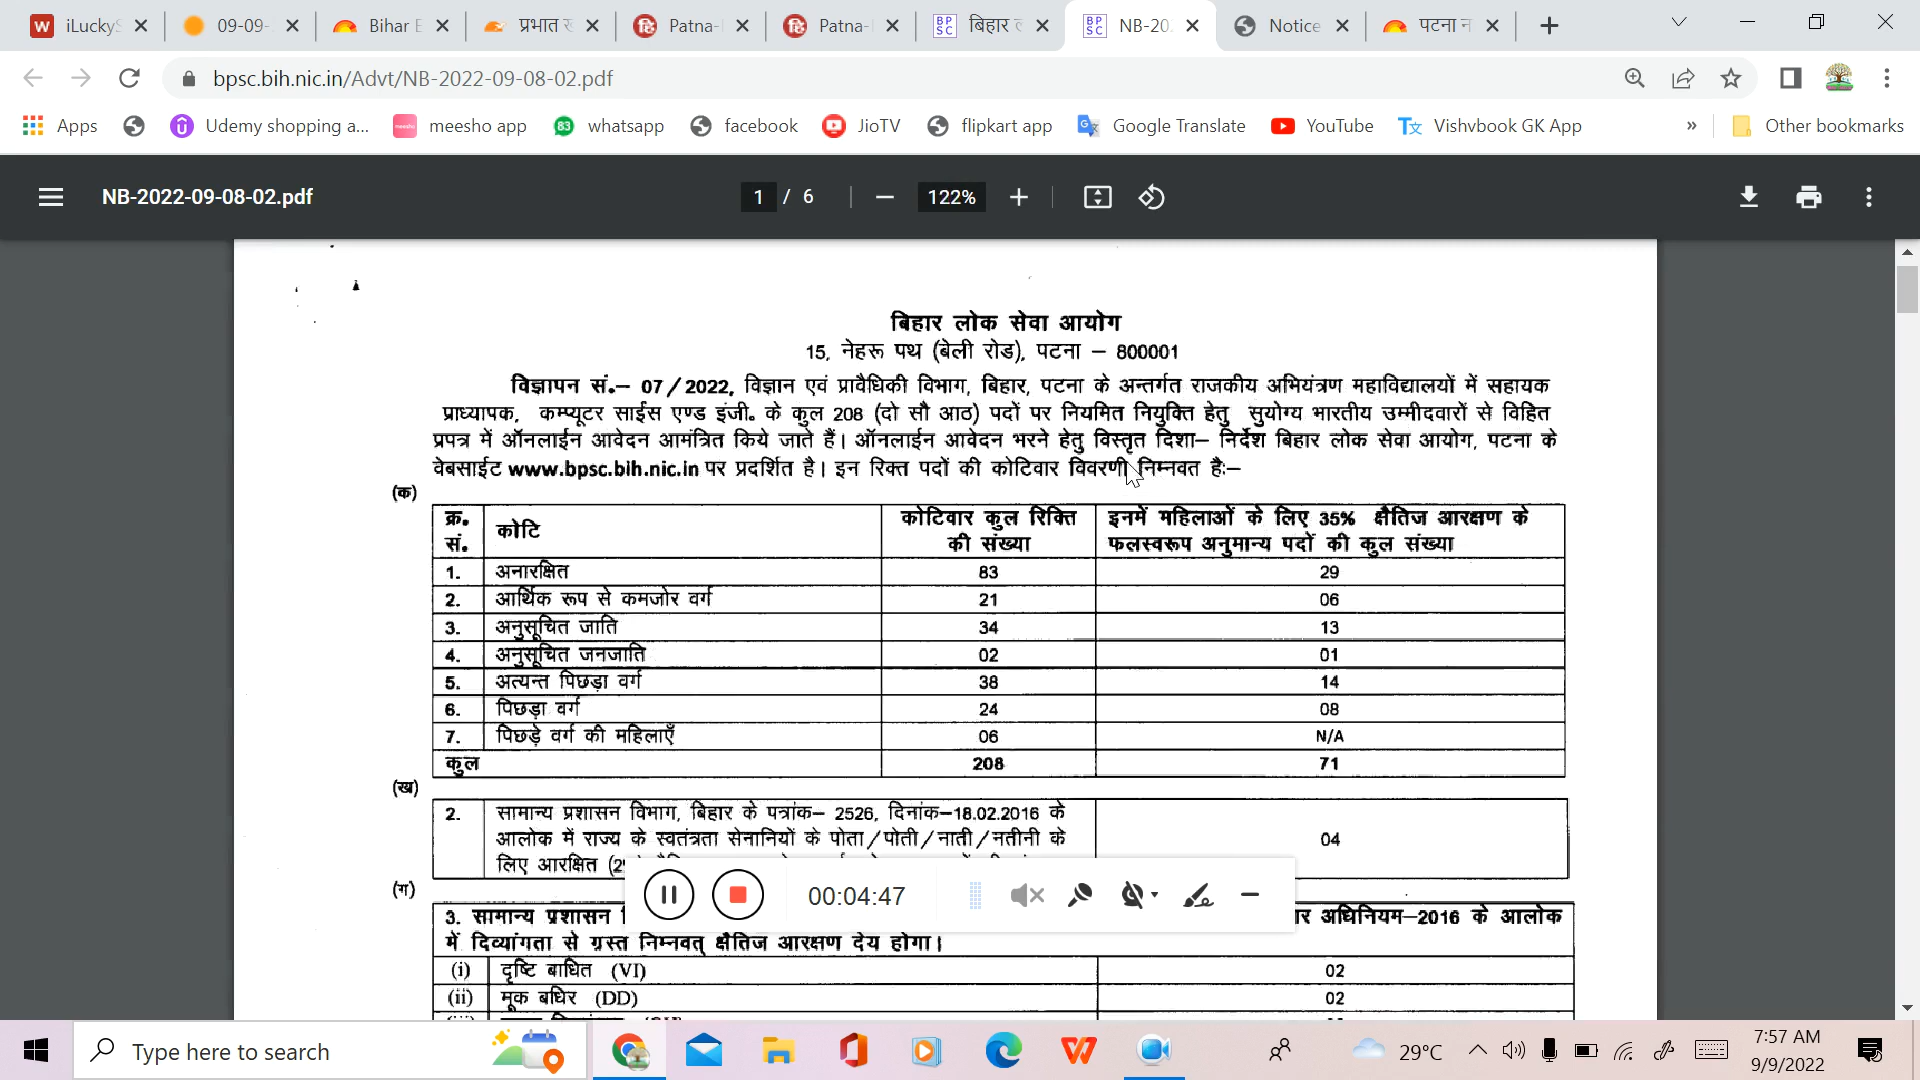 iLuckyS
09-09-
Bihar E
प्रभात ख
Patna-
Patna-
बिहार ल
NB-20
Notice
पटना न
bpsc.bih.nic.in/Advt/NB-2022-09-08-02.pdf
Apps
Udemy shopping a...
meesho app
83 whatsapp
facebook
JioTV
flipkart app
Google Translate
YouTube
Vishvbook GK App
»
Other bookmarks
NB-2022-09-08-02.pdf
1 / 6
122%
बिहार लोक सेवा आयोग
15, नेहरू पथ (बेली रोड), पटना – 800001
विज्ञापन सं.– 07/2022, विज्ञान एवं प्रावैधिकी विभाग, बिहार, पटना के अन्तर्गत राजकीय अभियंत्रण महाविद्यालयों में सहायक
प्राध्यापक, कम्प्यूटर साईंस एण्ड इंजी. के कुल 208 (दो सौ आठ) पदों पर नियमित नियुक्ति हेतु सुयोग्य भारतीय उम्मीदवारों से विहित
प्रपत्र में ऑनलाईन आवेदन आमंत्रित किये जाते हैं। ऑनलाईन आवेदन भरने हेतु विस्तृत दिशा– निर्देश बिहार लोक सेवा आयोग, पटना के
वेबसाईट www.bpsc.bih.nic.in पर प्रदर्शित है। इन रिक्त पदों की कोटिवार विवरणी निम्नवत है:–
(क)
क्र. सं. कोटि कोटिवार कुल रिक्ति की संख्या इनमें महिलाओं के लिए 35% क्षैतिज आरक्षण के फलस्वरूप अनुमान्य पदों की कुल संख्या
1. अनारक्षित 83 29
2. आर्थिक रूप से कमजोर वर्ग 21 06
3. अनुसूचित जाति 34 13
4. अनुसूचित जनजाति 02 01
5. अत्यन्त पिछड़ा वर्ग 38 14
6. पिछड़ा वर्ग 24 08
7. पिछड़े वर्ग की महिलाएँ 06 N/A
कुल 208 71
(ख)
2. सामान्य प्रशासन विभाग, बिहार के पत्रांक– 2526, दिनांक–18.02.2016 के
आलोक में राज्य के स्वतंत्रता सेनानियों के पोता/पोती/नाती/नतीनी के 04
लिए आरक्षित
00:04:47
(ग)
3. सामान्य प्रशासन अधिनियम–2016 के आलोक
में दिव्यांगता से ग्रस्त निम्नवत् क्षैतिज आरक्षण देय होगा।
(i) दृष्टि बाधित (VI) 02
(ii) मूक बधिर (DD) 02
Type here to search
29°C
7:57 AM
9/9/2022